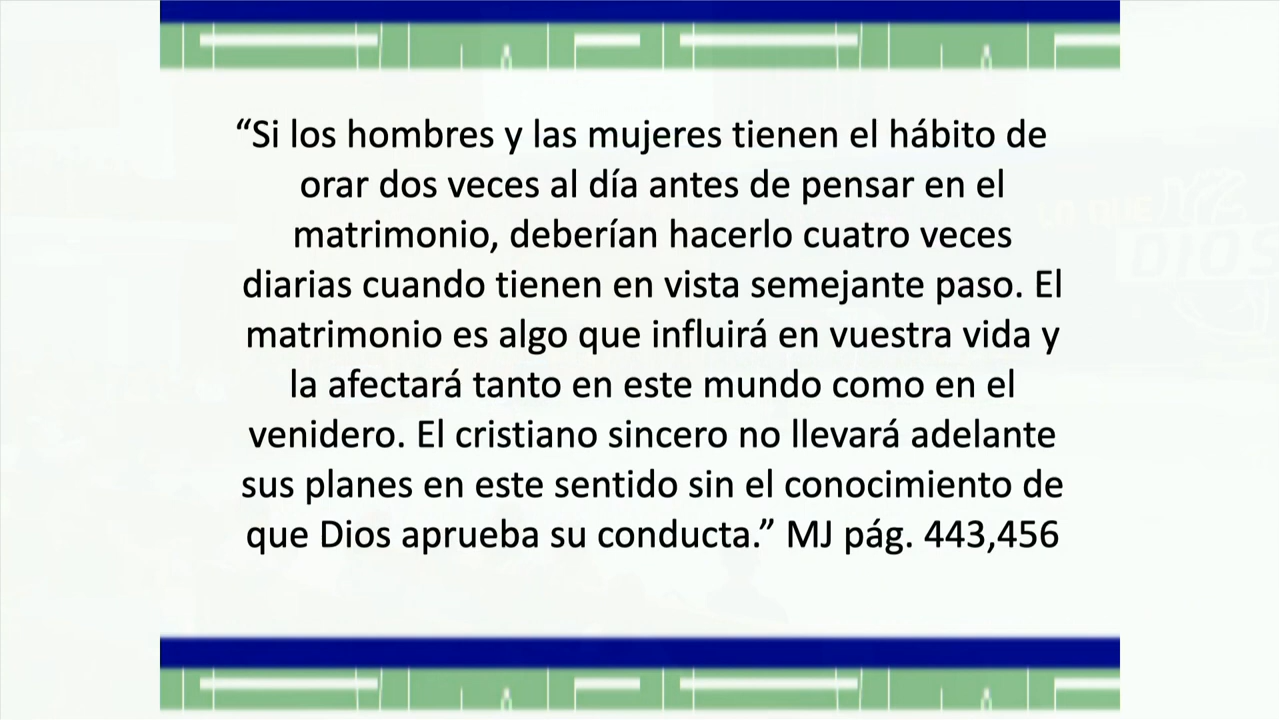 “Si los hombres y las mujeres tienen el hábito de
orar dos veces al día antes de pensar en el
matrimonio, deberían hacerlo cuatro veces
diarias cuando tienen en vista semejante paso. El
matrimonio es algo que influirá en vuestra vida y
la afectará tanto en este mundo como en el
venidero. El cristiano sincero no llevará adelante
sus planes en este sentido sin el conocimiento de
que Dios aprueba su conducta.” MJ pág. 443,456
LO QUE
DIOS